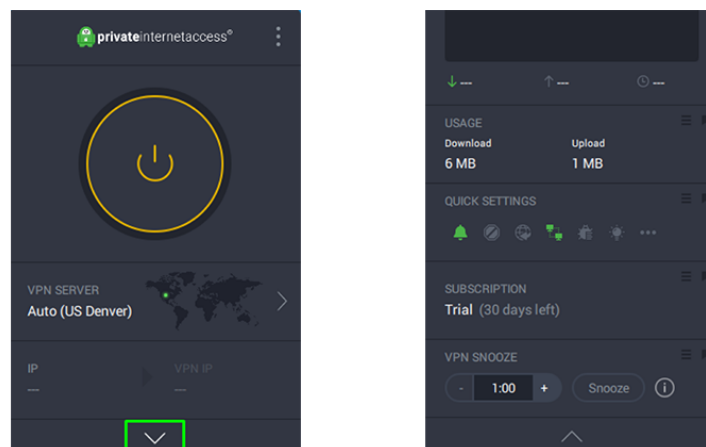 privateinternetaccess®
VPN SERVER
Auto (US Denver)
IP
VPN IP
---
---
--- --- ---
USAGE
Download Upload
6 MB 1 MB
QUICK SETTINGS
SUBSCRIPTION
Trial (30 days left)
VPN SNOOZE
- 1:00 + Snooze i